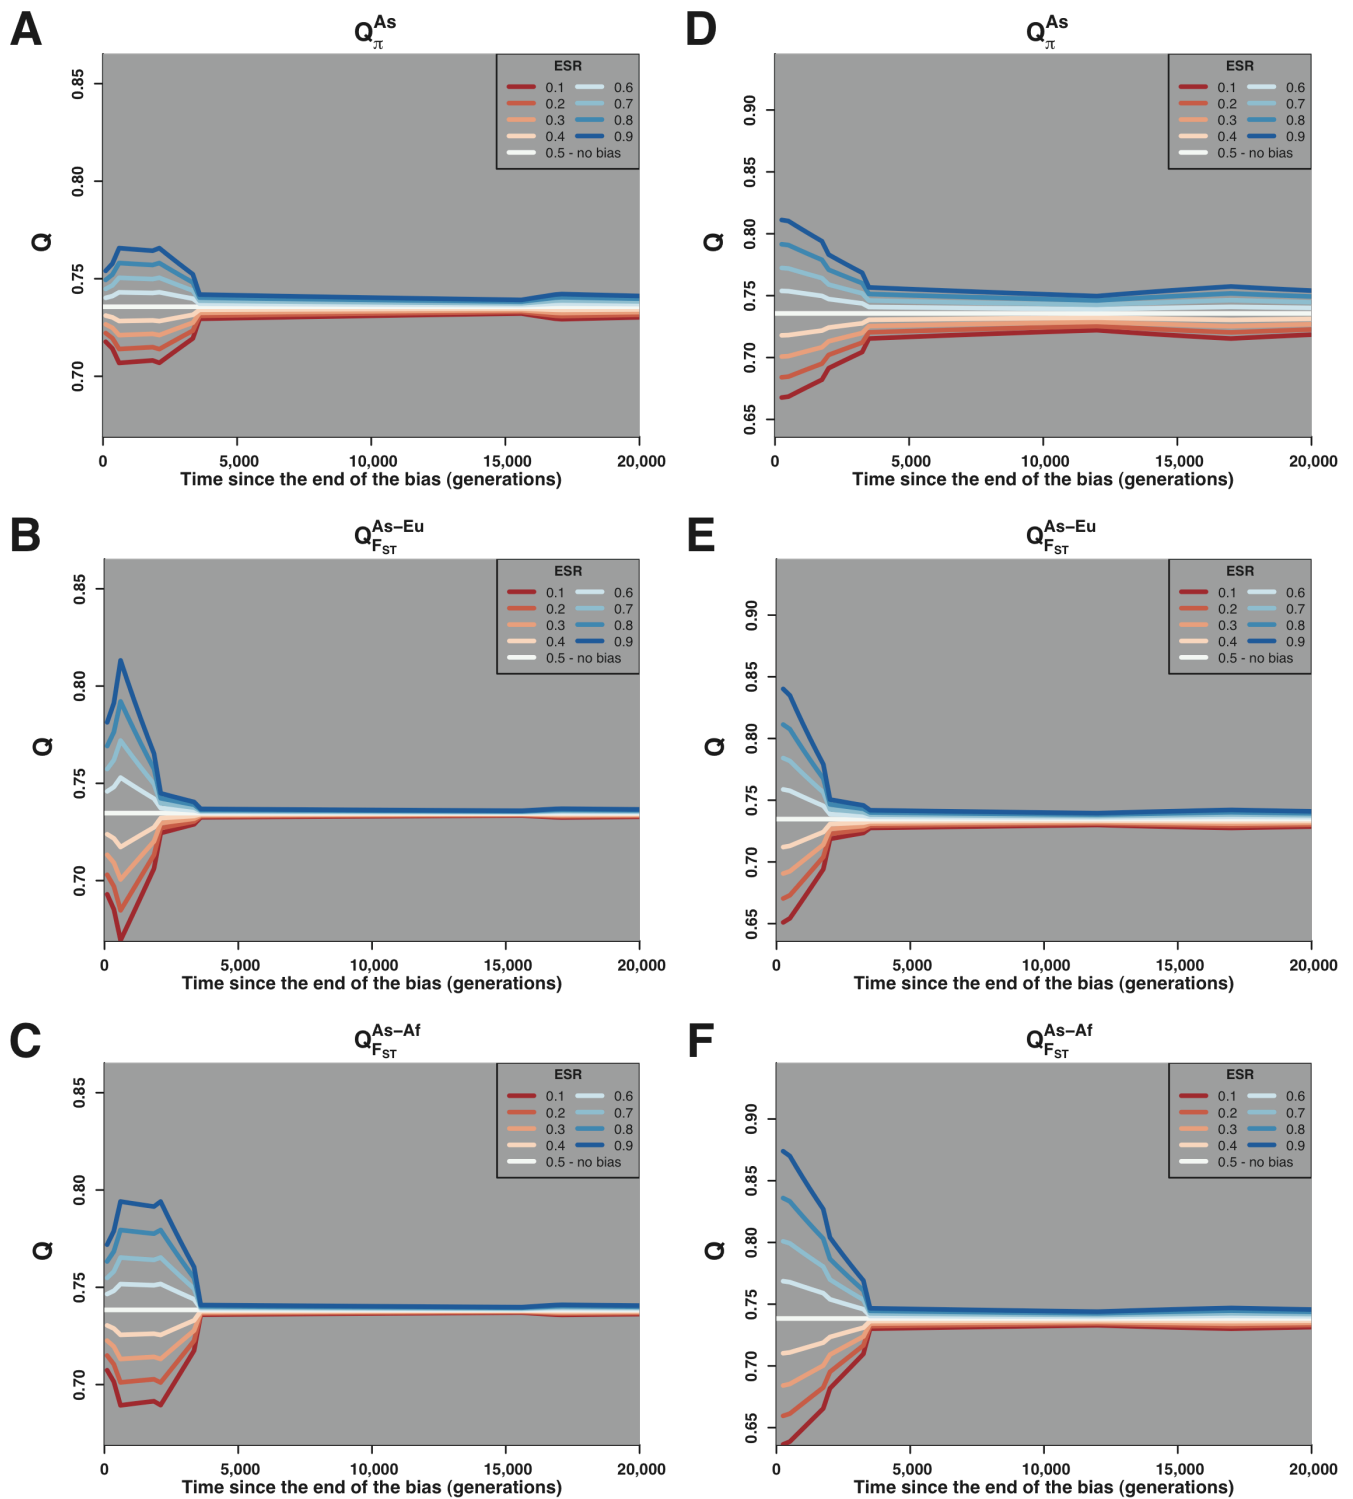 A
Q As π
ESR
0.1 0.6
0.2 0.7
0.3 0.8
0.4 0.9
0.5 - no bias
Q
0.85
0.80
0.75
0.70
0 5,000 10,000 15,000 20,000
Time since the end of the bias (generations)
D
Q As π
ESR
0.1 0.6
0.2 0.7
0.3 0.8
0.4 0.9
0.5 - no bias
Q
0.90
0.85
0.80
0.75
0.70
0.65
0 5,000 10,000 15,000 20,000
Time since the end of the bias (generations)
B
Q As−Eu FST
ESR
0.1 0.6
0.2 0.7
0.3 0.8
0.4 0.9
0.5 - no bias
Q
0.85
0.80
0.75
0.70
0 5,000 10,000 15,000 20,000
Time since the end of the bias (generations)
E
Q As−Eu FST
ESR
0.1 0.6
0.2 0.7
0.3 0.8
0.4 0.9
0.5 - no bias
Q
0.90
0.85
0.80
0.75
0.70
0.65
0 5,000 10,000 15,000 20,000
Time since the end of the bias (generations)
C
Q As−Af FST
ESR
0.1 0.6
0.2 0.7
0.3 0.8
0.4 0.9
0.5 - no bias
Q
0.85
0.80
0.75
0.70
0 5,000 10,000 15,000 20,000
Time since the end of the bias (generations)
F
Q As−Af FST
ESR
0.1 0.6
0.2 0.7
0.3 0.8
0.4 0.9
0.5 - no bias
Q
0.90
0.85
0.80
0.75
0.70
0.65
0 5,000 10,000 15,000 20,000
Time since the end of the bias (generations)